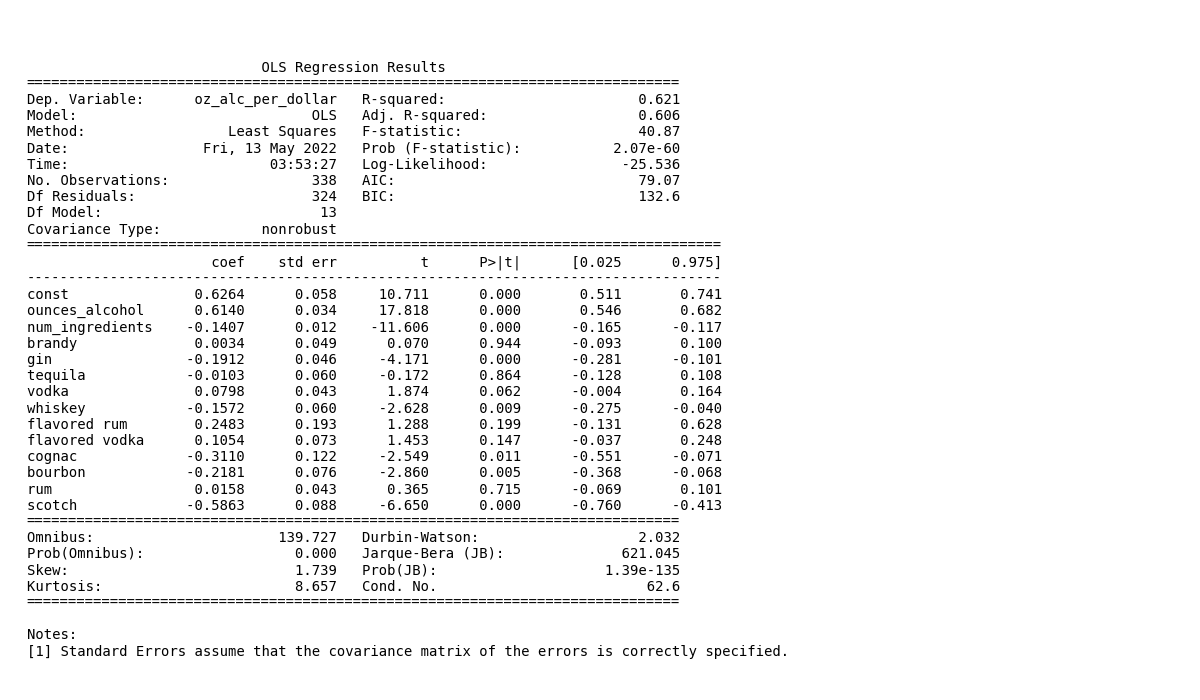 OLS Regression Results
==============================================================================
Dep. Variable:      oz_alc_per_dollar   R-squared:                       0.621
Model:                            OLS   Adj. R-squared:                  0.606
Method:                 Least Squares   F-statistic:                     40.87
Date:                Fri, 13 May 2022   Prob (F-statistic):           2.07e-60
Time:                        03:53:27   Log-Likelihood:                -25.536
No. Observations:                 338   AIC:                             79.07
Df Residuals:                     324   BIC:                             132.6
Df Model:                          13
Covariance Type:            nonrobust
===================================================================================
                      coef    std err          t      P>|t|      [0.025      0.975]
-----------------------------------------------------------------------------------
const               0.6264      0.058     10.711      0.000       0.511       0.741
ounces_alcohol      0.6140      0.034     17.818      0.000       0.546       0.682
num_ingredients    -0.1407      0.012    -11.606      0.000      -0.165      -0.117
brandy              0.0034      0.049      0.070      0.944      -0.093       0.100
gin                -0.1912      0.046     -4.171      0.000      -0.281      -0.101
tequila            -0.0103      0.060     -0.172      0.864      -0.128       0.108
vodka               0.0798      0.043      1.874      0.062      -0.004       0.164
whiskey            -0.1572      0.060     -2.628      0.009      -0.275      -0.040
flavored rum        0.2483      0.193      1.288      0.199      -0.131       0.628
flavored vodka      0.1054      0.073      1.453      0.147      -0.037       0.248
cognac             -0.3110      0.122     -2.549      0.011      -0.551      -0.071
bourbon            -0.2181      0.076     -2.860      0.005      -0.368      -0.068
rum                 0.0158      0.043      0.365      0.715      -0.069       0.101
scotch             -0.5863      0.088     -6.650      0.000      -0.760      -0.413
==============================================================================
Omnibus:                      139.727   Durbin-Watson:                   2.032
Prob(Omnibus):                  0.000   Jarque-Bera (JB):              621.045
Skew:                           1.739   Prob(JB):                    1.39e-135
Kurtosis:                       8.657   Cond. No.                         62.6
==============================================================================

Notes:
[1] Standard Errors assume that the covariance matrix of the errors is correctly specified.